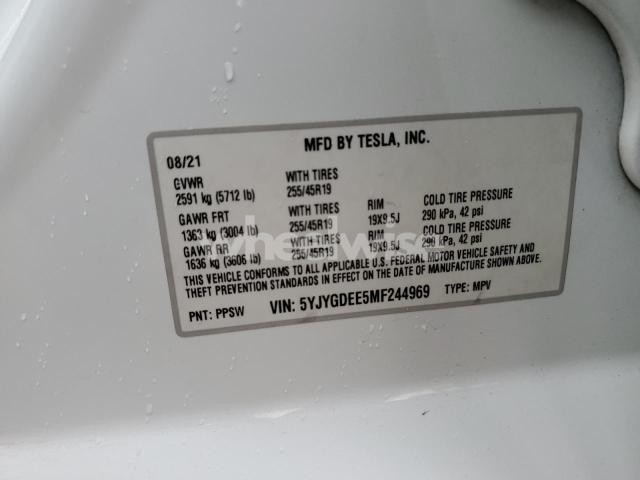 MFD BY TESLA, INC.
08/21
GVWR WITH TIRES
2591 kg (5712 lb) 255/45R19
GAWR FRT WITH TIRES RIM COLD TIRE PRESSURE
1363 kg (3004 lb) 255/45R19 19X9.5J 290 kPa, 42 psi
GAWR RR WITH TIRES RIM COLD TIRE PRESSURE
1636 kg (3606 lb) 255/45R19 19X9.5J 290 kPa, 42 psi
THIS VEHICLE CONFORMS TO ALL APPLICABLE U.S. FEDERAL MOTOR VEHICLE SAFETY AND
THEFT PREVENTION STANDARDS IN EFFECT ON THE DATE OF MANUFACTURE SHOWN ABOVE.
PNT: PPSW VIN: 5YJYGDEE5MF244969 TYPE: MPV